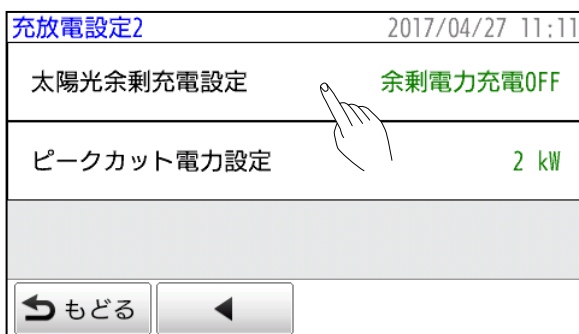 充放電設定2 2017/04/27 11:11
太陽光余剰充電設定 余剰電力充電OFF
ピークカット電力設定 2 kW
もどる